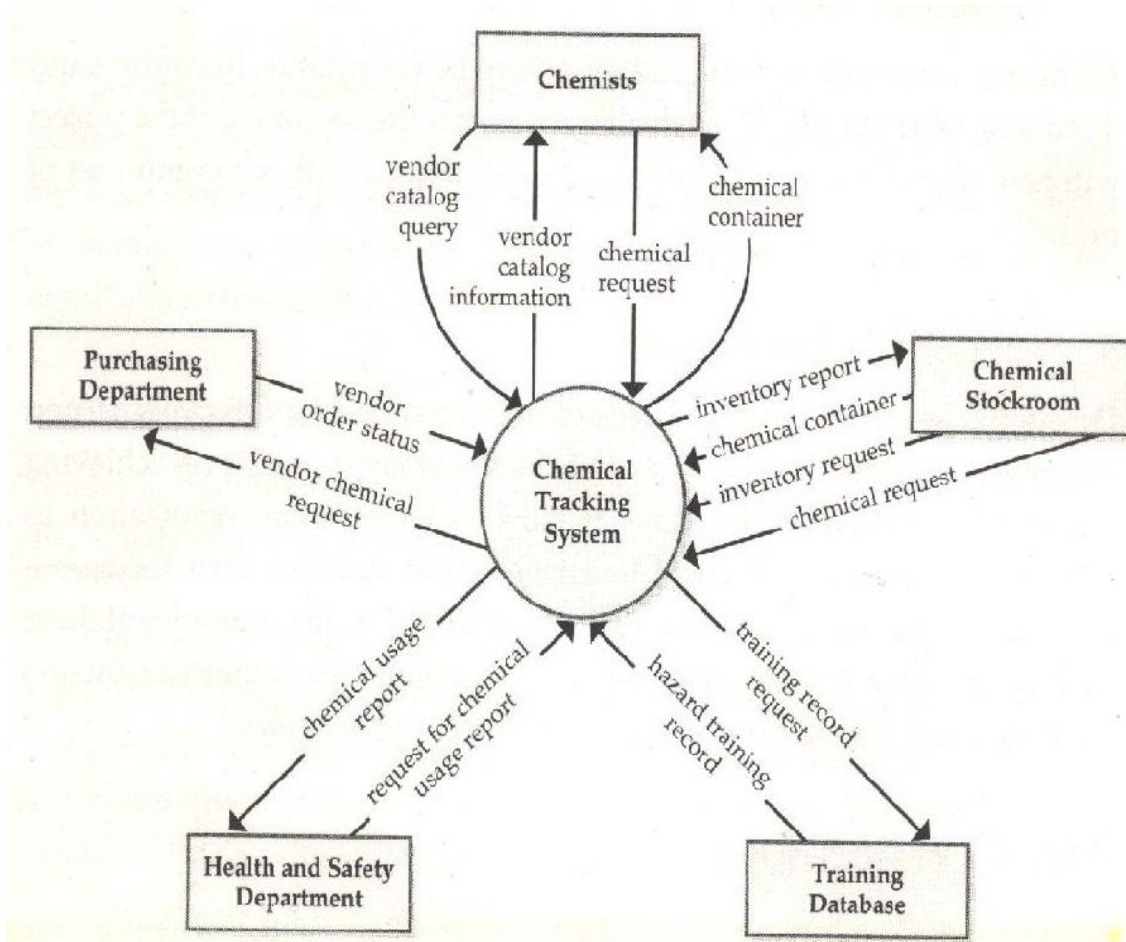 Chemists
vendor
catalog
query
vendor
catalog
information
chemical
request
chemical
container
Purchasing
Department
vendor
order status
vendor chemical
request
Chemical
Tracking
System
inventory report
chemical container
inventory request
chemical request
Chemical
Stockroom
chemical usage
report
request for chemical
usage report
hazard training
record
training record
request
Health and Safety
Department
Training
Database